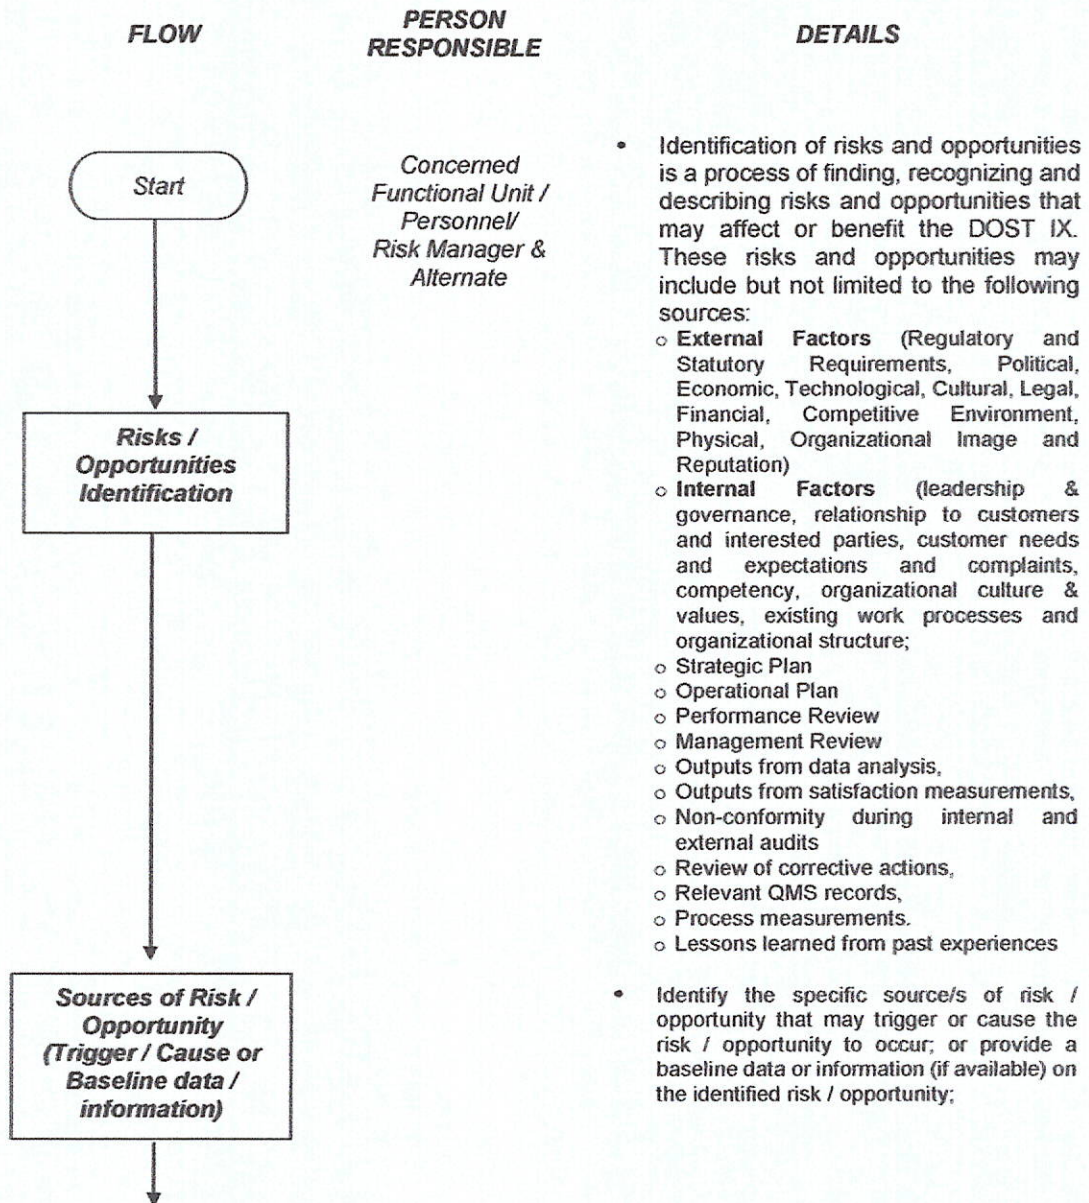 FLOW
PERSON
RESPONSIBLE
DETAILS
Start
Concerned
Functional Unit /
Personnel/
Risk Manager &
Alternate
• Identification of risks and opportunities
is a process of finding, recognizing and
describing risks and opportunities that
may affect or benefit the DOST IX.
These risks and opportunities may
include but not limited to the following
sources:
o External Factors (Regulatory and
Statutory Requirements, Political,
Economic, Technological, Cultural, Legal,
Financial, Competitive Environment,
Physical, Organizational Image and
Reputation)
o Internal Factors (leadership &
governance, relationship to customers
and interested parties, customer needs
and expectations and complaints,
competency, organizational culture &
values, existing work processes and
organizational structure;
o Strategic Plan
o Operational Plan
o Performance Review
o Management Review
o Outputs from data analysis,
o Outputs from satisfaction measurements,
o Non-conformity during internal and
external audits
o Review of corrective actions,
o Relevant QMS records,
o Process measurements.
o Lessons learned from past experiences
Risks /
Opportunities
Identification
Sources of Risk /
Opportunity
(Trigger / Cause or
Baseline data /
information)
• Identify the specific source/s of risk /
opportunity that may trigger or cause the
risk / opportunity to occur; or provide a
baseline data or information (if available) on
the identified risk / opportunity;